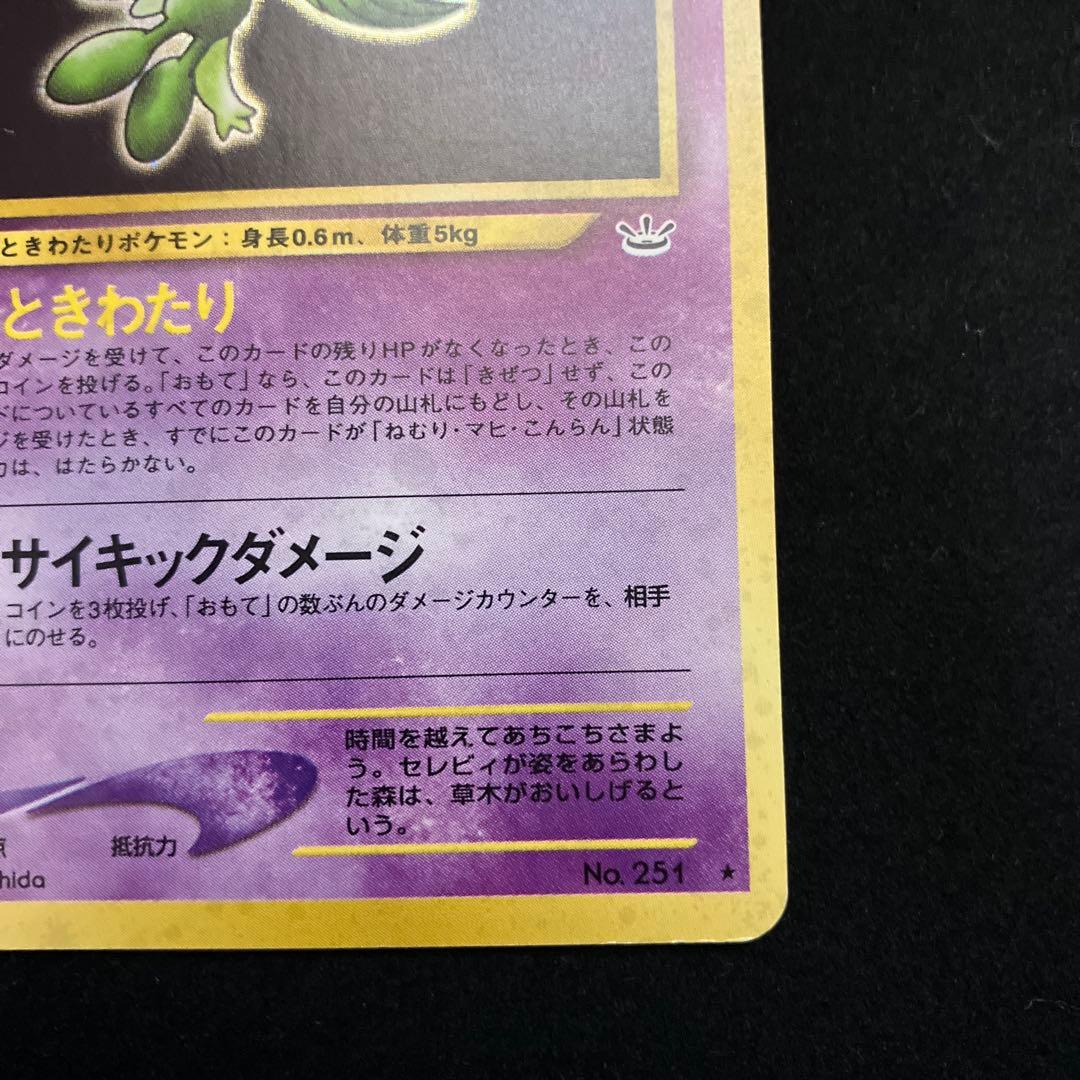 ときわたりポケモン：身長0.6m、体重5kg
ときわたり
ダメージを受けて、このカードの残りHPがなくなったとき、この
コインを投げる。「おもて」なら、このカードは「きぜつ」せず、この
ドについているすべてのカードを自分の山札にもどし、その山札を
ジを受けたとき、すでにこのカードが「ねむり・マヒ・こんらん」状態
力は、はたらかない。
サイキックダメージ
コインを3枚投げ、「おもて」の数ぶんのダメージカウンターを、相手
にのせる。
時間を越えてあちこちさまよ
う。セレビィが姿をあらわし
た森は、草木がおいしげると
いう。
点 抵抗力
hida
No. 251 ★